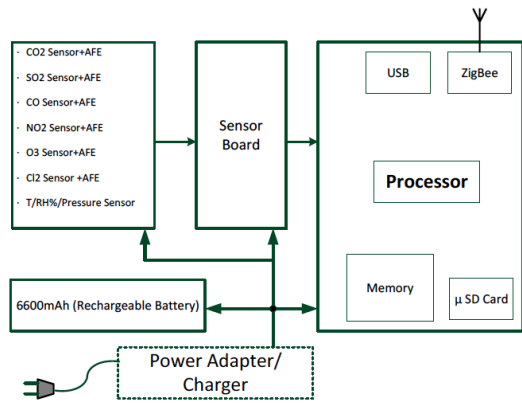 · CO2 Sensor+AFE
· SO2 Sensor+AFE
· CO Sensor+AFE
· NO2 Sensor+AFE
· O3 Sensor+AFE
· Cl2 Sensor +AFE
· T/RH%/Pressure Sensor
Sensor
Board
USB
ZigBee
Processor
Memory
µ SD Card
6600mAh (Rechargeable Battery)
Power Adapter/
Charger